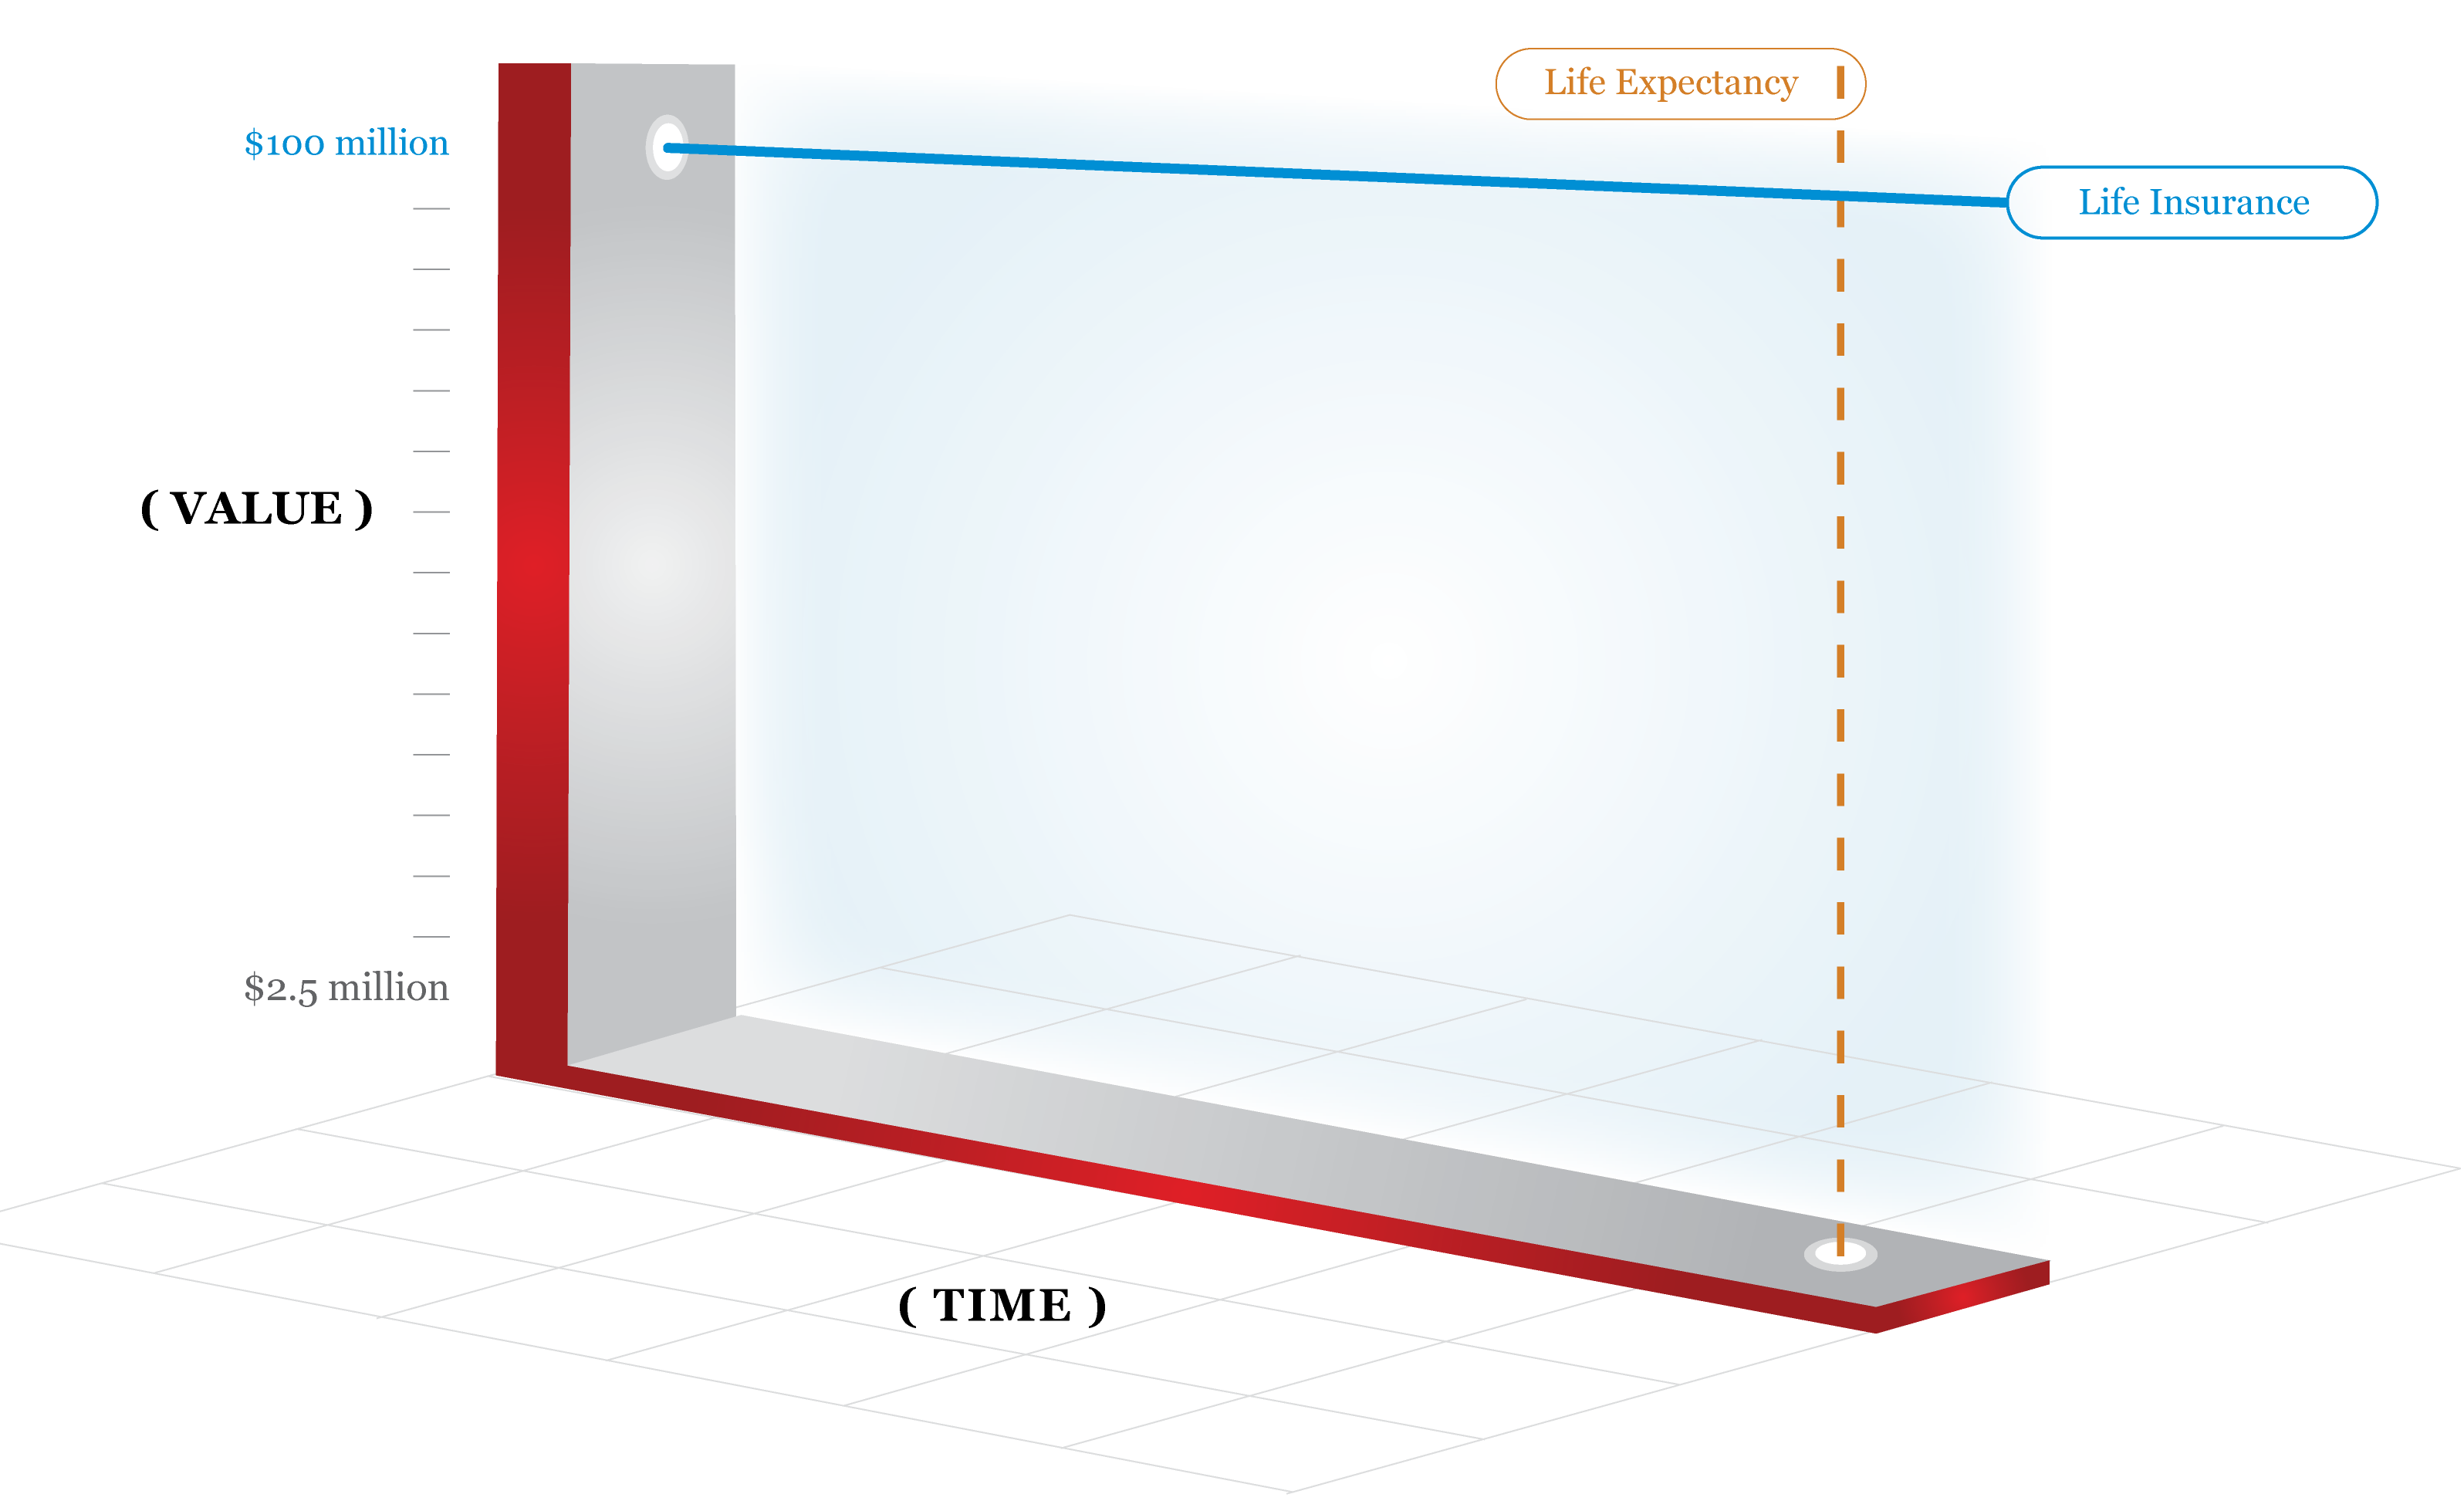 Life Expectancy
$100 million
Life Insurance
( VALUE )
$2.5 million
( TIME )